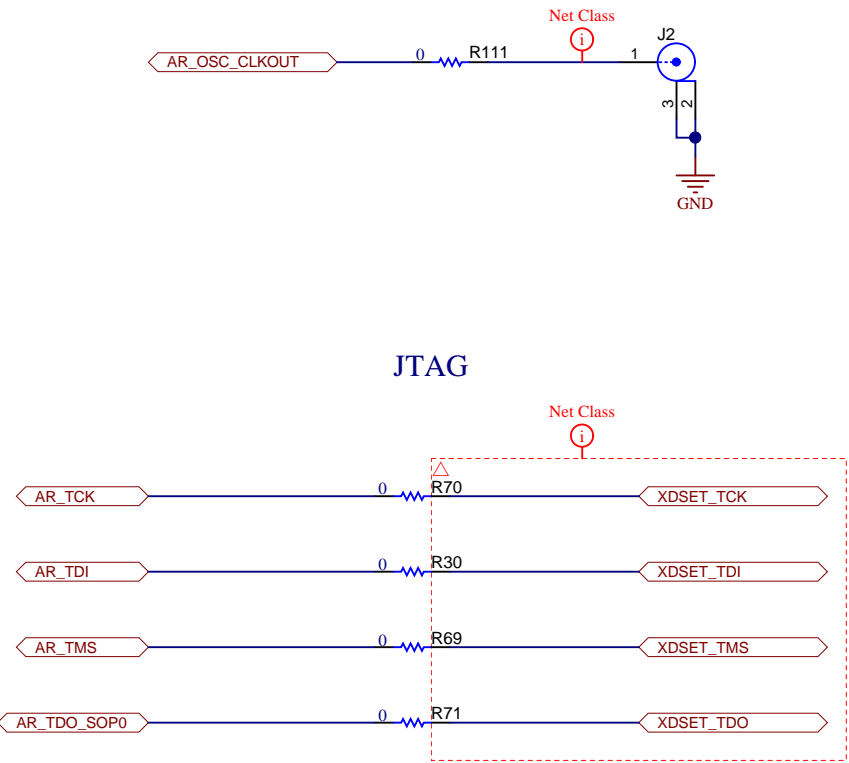 Net Class
i
J2
AR_OSC_CLKOUT
0
R111
1
3
2
GND
JTAG
Net Class
i
AR_TCK
0
R70
XDSET_TCK
AR_TDI
0
R30
XDSET_TDI
AR_TMS
0
R69
XDSET_TMS
AR_TDO_SOP0
0
R71
XDSET_TDO